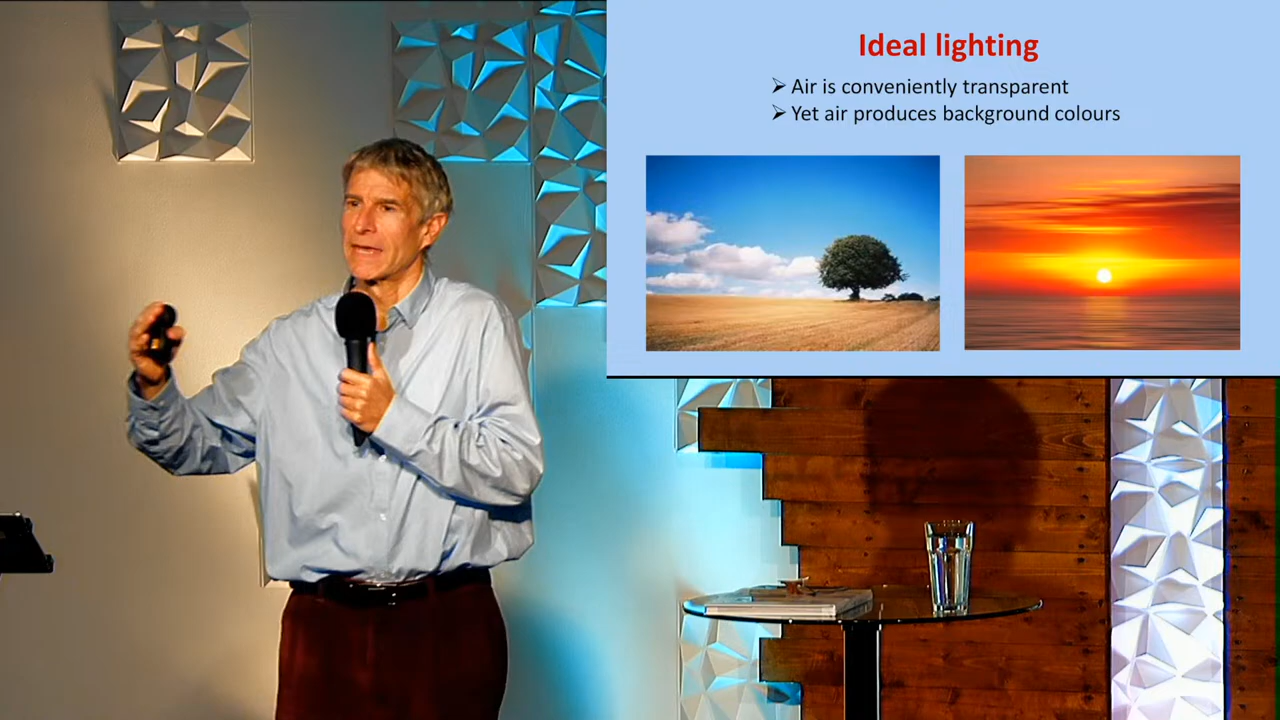 Ideal lighting
➢ Air is conveniently transparent
➢ Yet air produces background colours